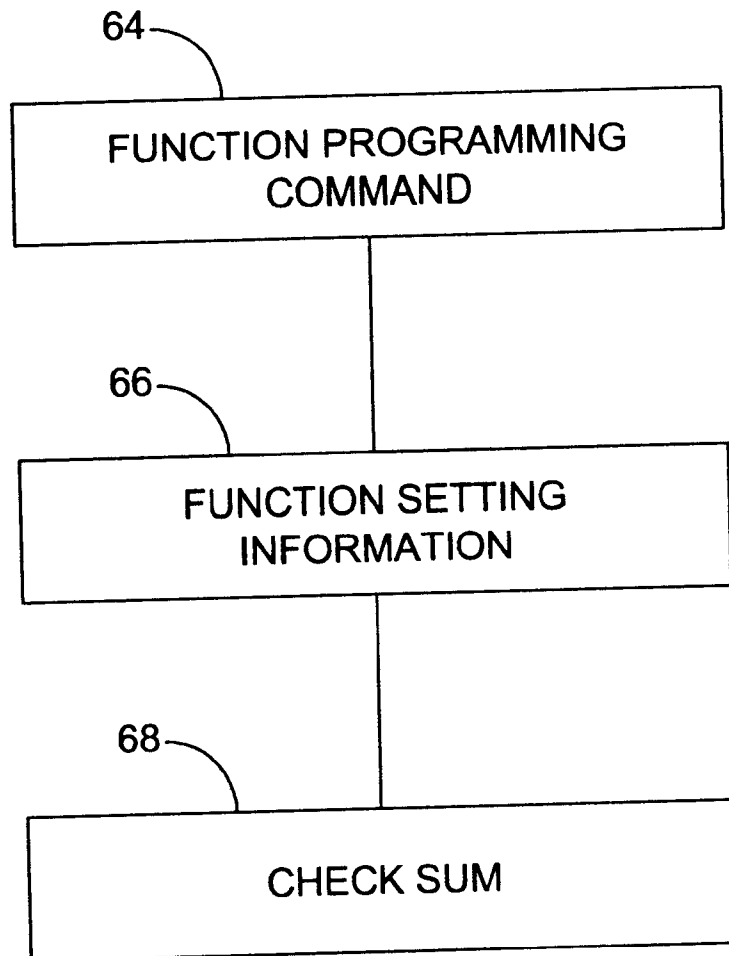 64
FUNCTION PROGRAMMING
COMMAND
66
FUNCTION SETTING
INFORMATION
68
CHECK SUM